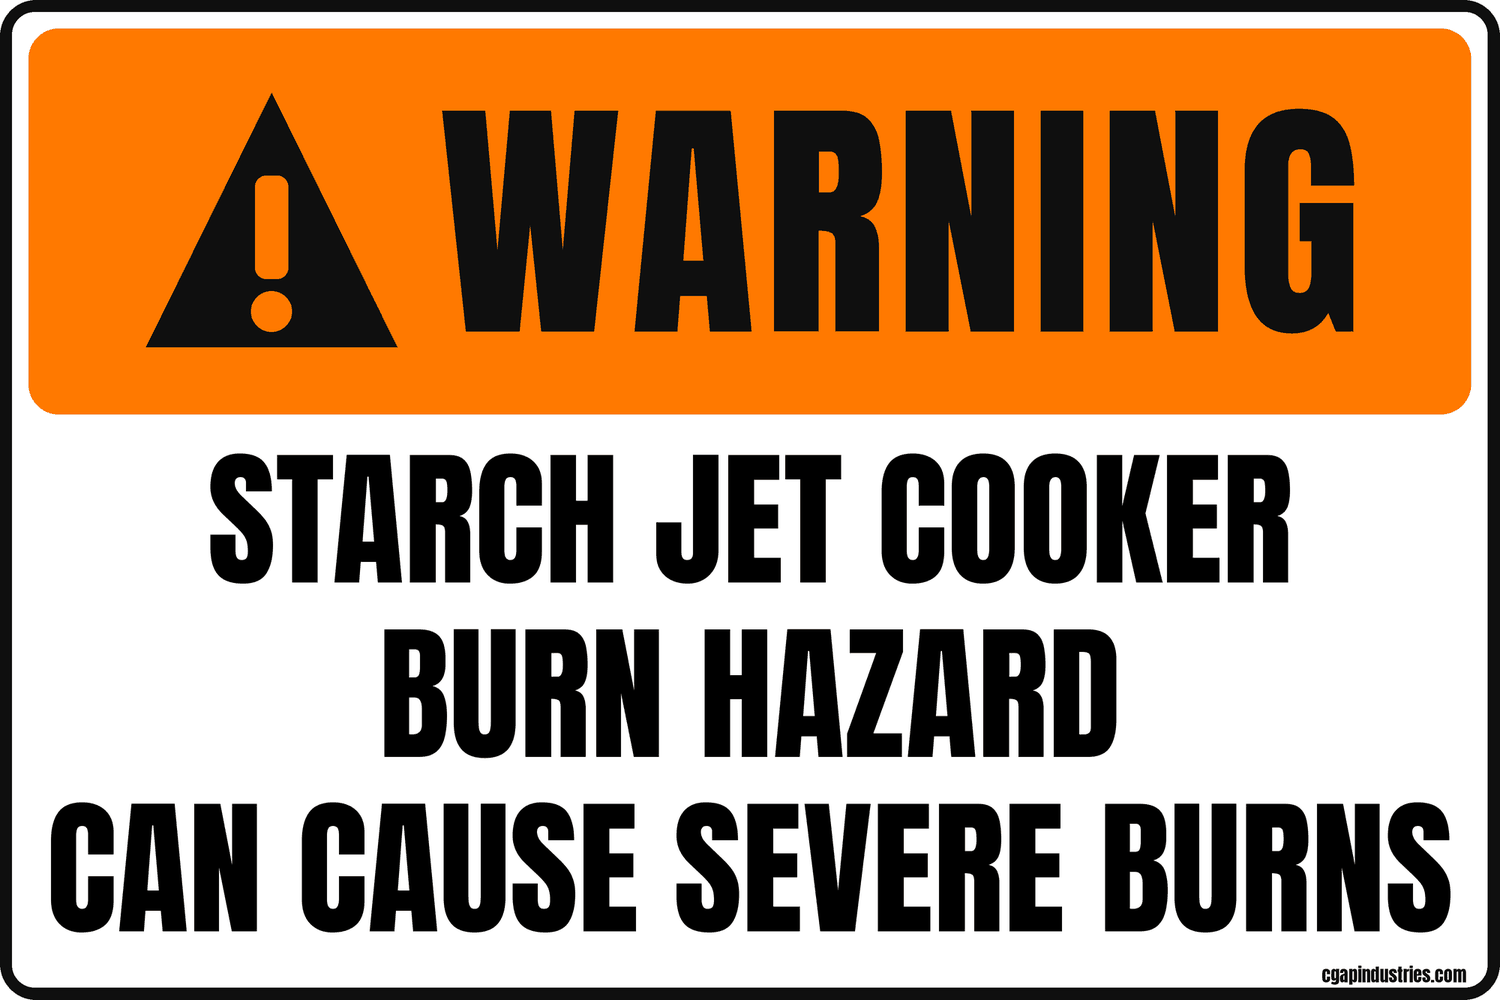 WARNING
STARCH JET COOKER
BURN HAZARD
CAN CAUSE SEVERE BURNS
cgapindustries.com